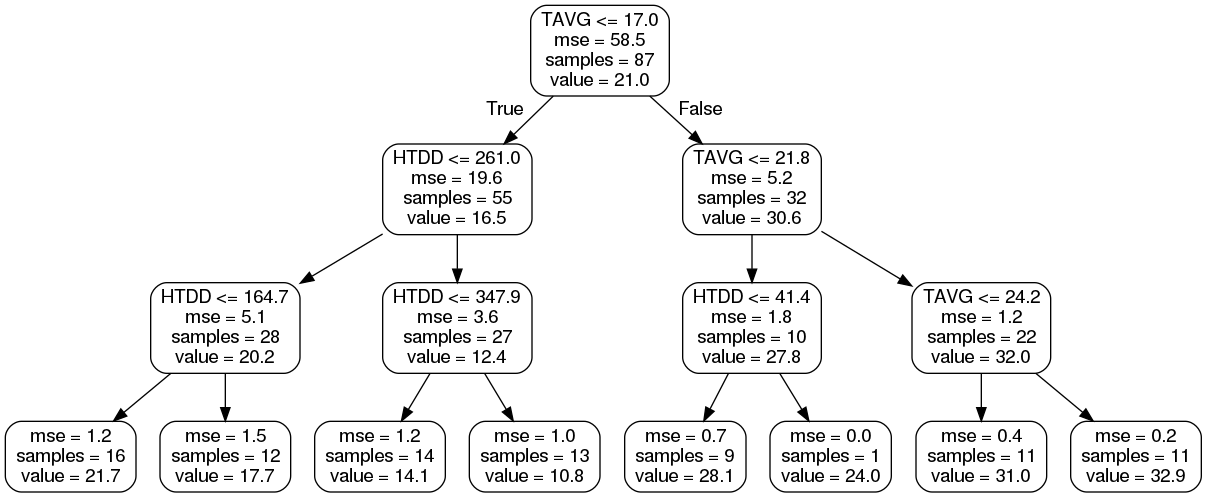 TAVG <= 17.0
mse = 58.5
samples = 87
value = 21.0
True
False
HTDD <= 261.0
mse = 19.6
samples = 55
value = 16.5
TAVG <= 21.8
mse = 5.2
samples = 32
value = 30.6
HTDD <= 164.7
mse = 5.1
samples = 28
value = 20.2
HTDD <= 347.9
mse = 3.6
samples = 27
value = 12.4
HTDD <= 41.4
mse = 1.8
samples = 10
value = 27.8
TAVG <= 24.2
mse = 1.2
samples = 22
value = 32.0
mse = 1.2
samples = 16
value = 21.7
mse = 1.5
samples = 12
value = 17.7
mse = 1.2
samples = 14
value = 14.1
mse = 1.0
samples = 13
value = 10.8
mse = 0.7
samples = 9
value = 28.1
mse = 0.0
samples = 1
value = 24.0
mse = 0.4
samples = 11
value = 31.0
mse = 0.2
samples = 11
value = 32.9